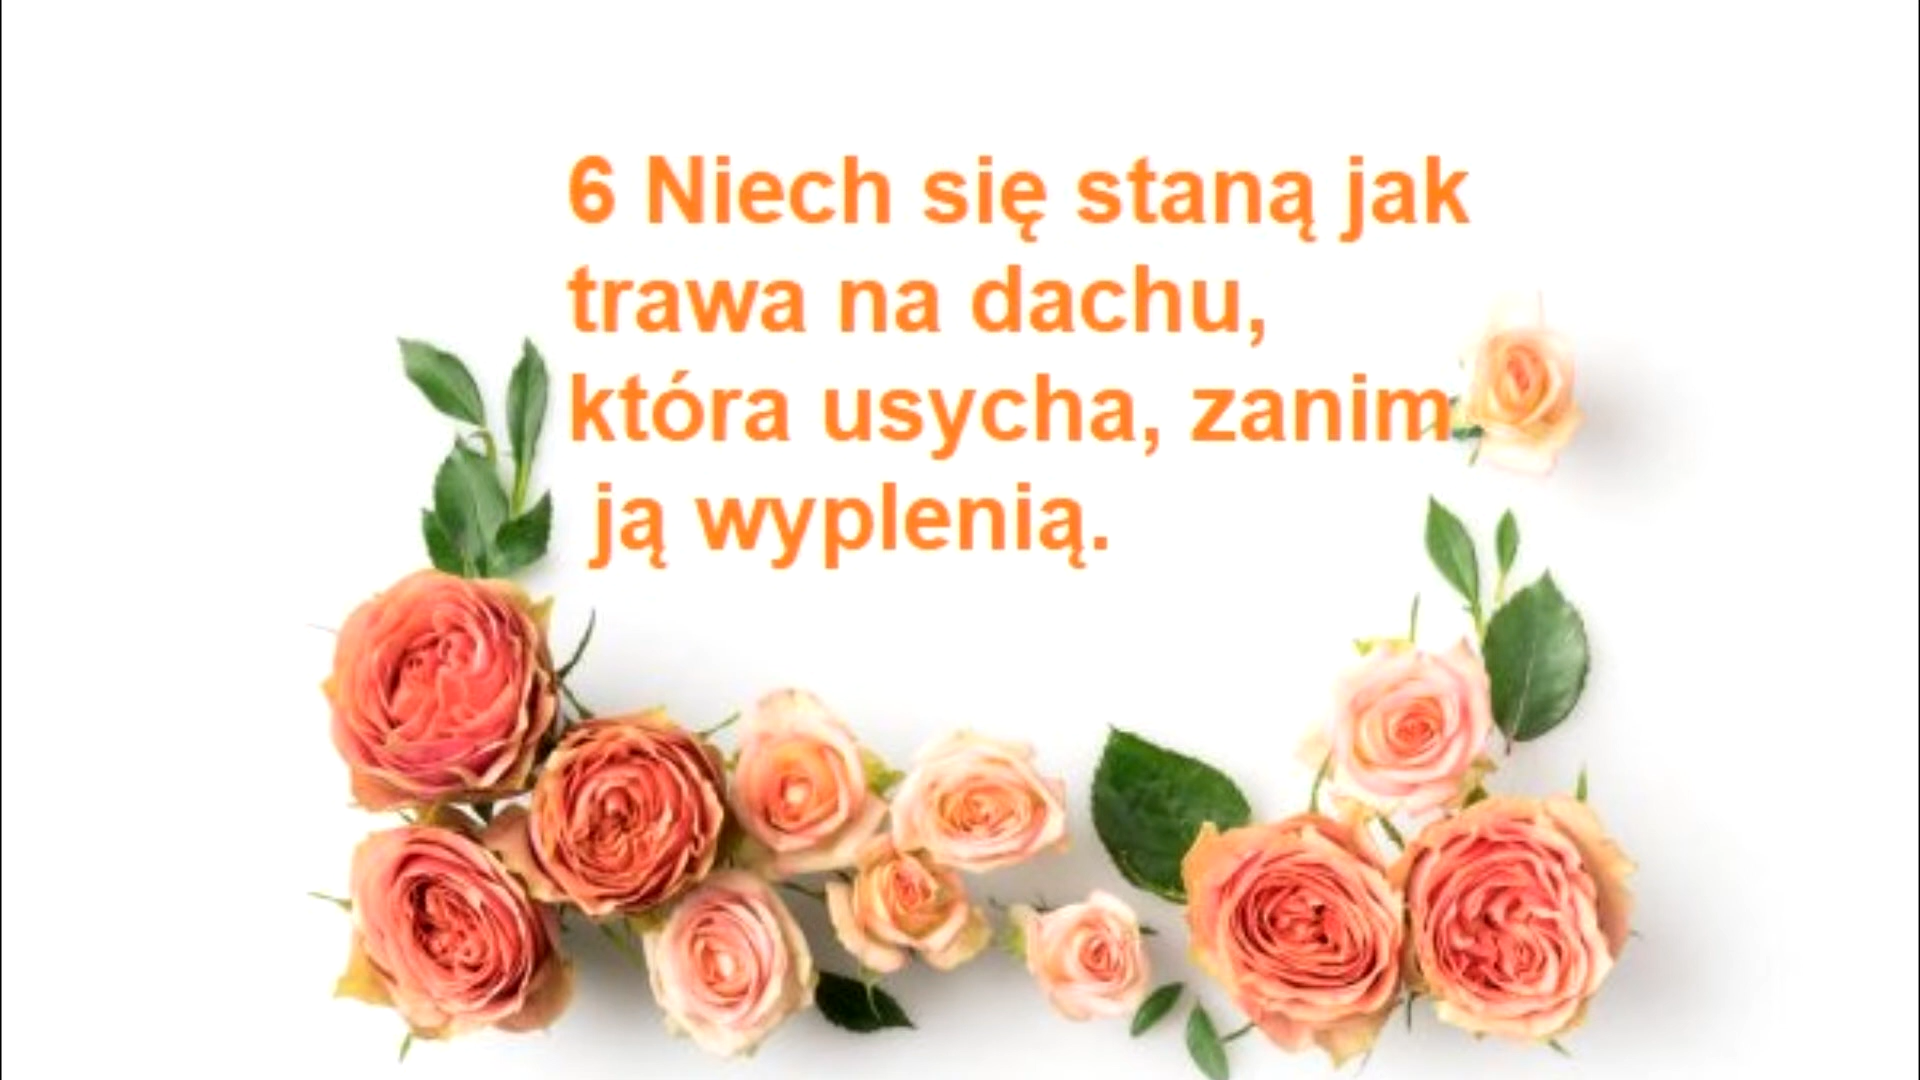 6 Niech się staną jak
trawa na dachu,
która usycha, zanim
ją wyplenią.